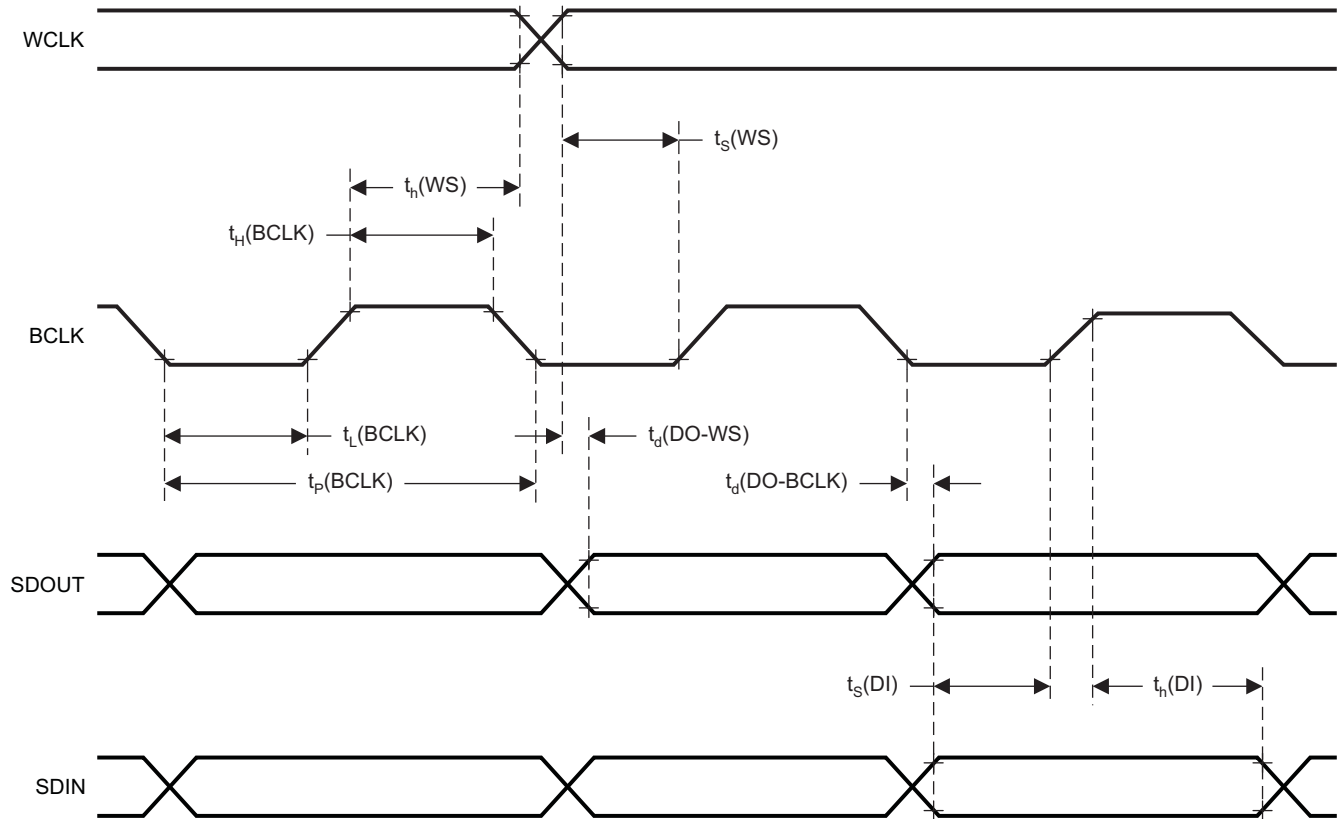 WCLK
tS(WS)
th(WS)
tH(BCLK)
BCLK
tL(BCLK)
td(DO-WS)
tP(BCLK)
td(DO-BCLK)
SDOUT
tS(DI)
th(DI)
SDIN